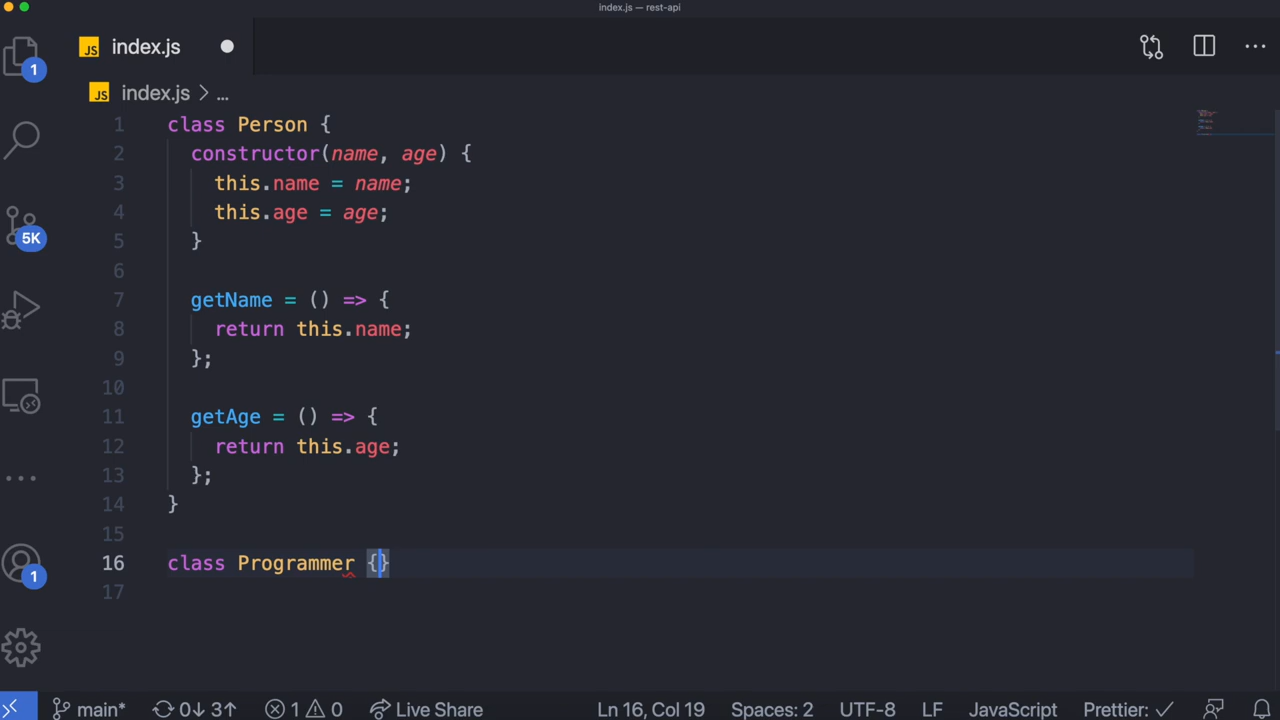 index.js — rest-api
JS index.js
1
JS index.js > ...
1 class Person {
2 constructor(name, age) {
3 this.name = name;
4 this.age = age;
5 }
6
7 getName = () => {
8 return this.name;
9 };
10
11 getAge = () => {
12 return this.age;
13 };
14 }
15
16 class Programmer {}
17
5K
1
main* 0↓ 3↑ 1 0 Live Share Ln 16, Col 19 Spaces: 2 UTF-8 LF JavaScript Prettier: ✓